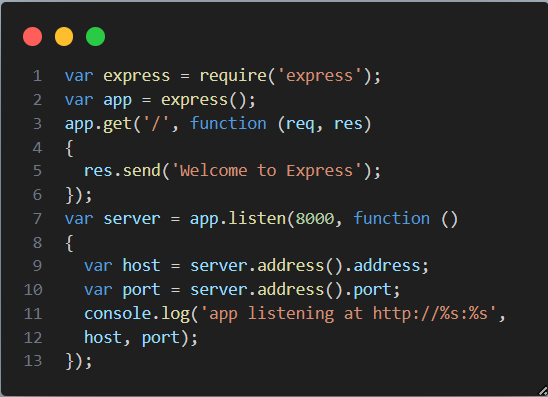 1 var express = require('express');
2 var app = express();
3 app.get('/', function (req, res)
4 {
5   res.send('Welcome to Express');
6 });
7 var server = app.listen(8000, function ()
8 {
9   var host = server.address().address;
10   var port = server.address().port;
11   console.log('app listening at http://%s:%s',
12   host, port);
13 });